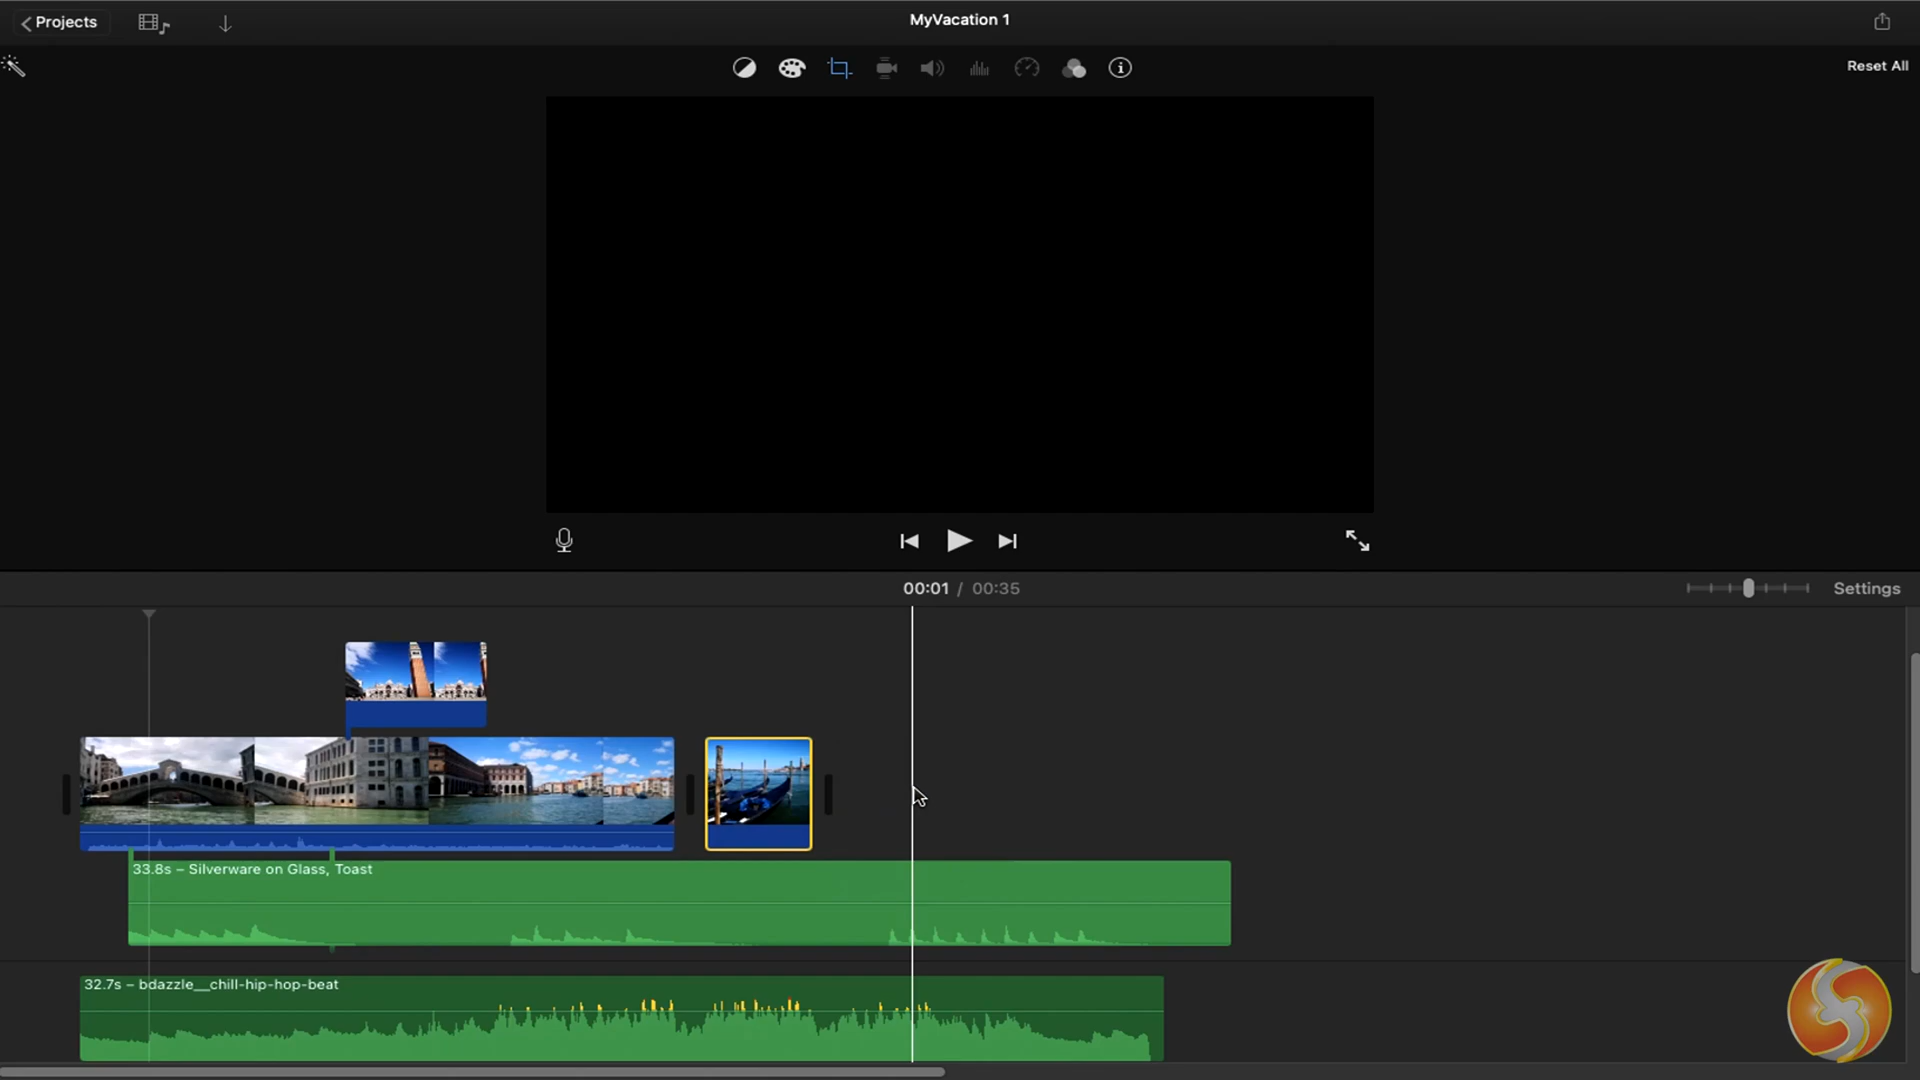 Projects
MyVacation 1
Reset All
00:01 / 00:35
Settings
33.8s – Silverware on Glass, Toast
32.7s – bdazzle__chill-hip-hop-beat